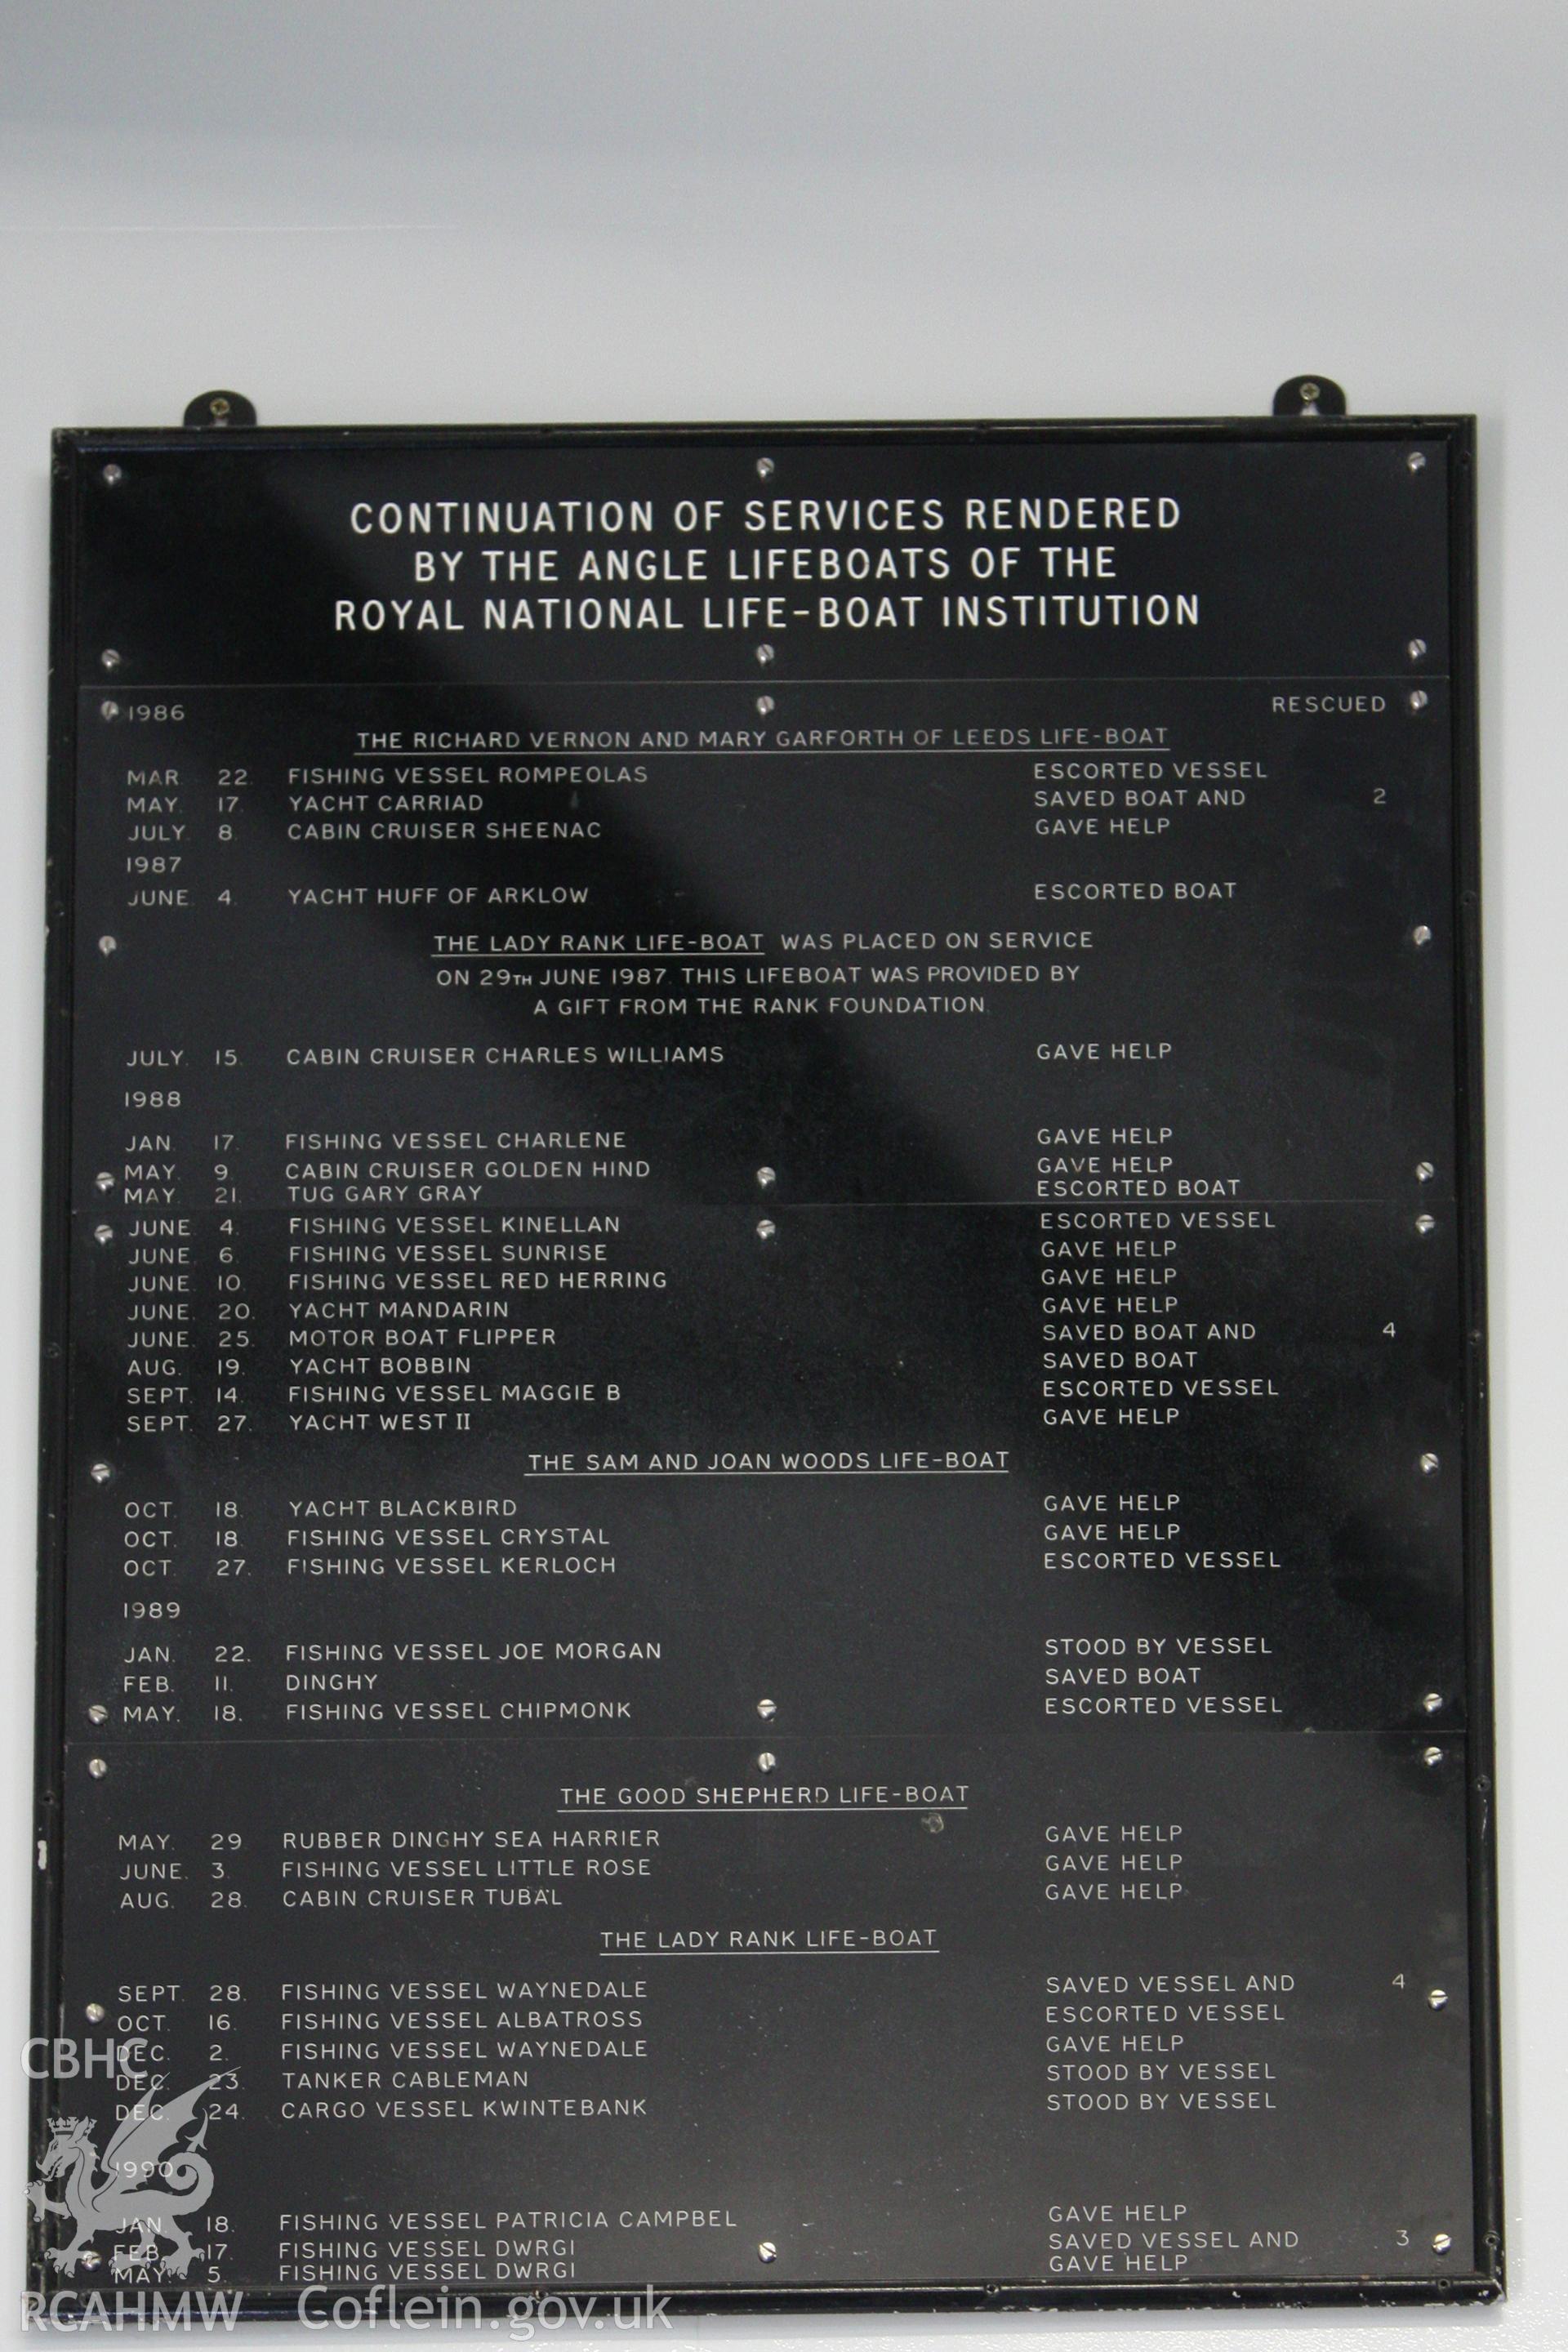 CONTINUATION OF SERVICES RENDERED
BY THE ANGLE LIFEBOATS OF THE
ROYAL NATIONAL LIFE-BOAT INSTITUTION
1986 RESCUED
THE RICHARD VERNON AND MARY GARFORTH OF LEEDS LIFE-BOAT
MAR. 22. FISHING VESSEL ROMPEOLAS ESCORTED VESSEL
MAY. 17. YACHT CARRIAD SAVED BOAT AND 2
JULY. 8. CABIN CRUISER SHEENAC GAVE HELP
1987
JUNE. 4. YACHT HUFF OF ARKLOW ESCORTED BOAT
THE LADY RANK LIFE-BOAT WAS PLACED ON SERVICE
ON 29TH JUNE 1987. THIS LIFEBOAT WAS PROVIDED BY
A GIFT FROM THE RANK FOUNDATION
JULY. 15. CABIN CRUISER CHARLES WILLIAMS GAVE HELP
1988
JAN. 17. FISHING VESSEL CHARLENE GAVE HELP
MAY. 9. CABIN CRUISER GOLDEN HIND GAVE HELP
MAY. 21. TUG GARY GRAY ESCORTED BOAT
JUNE. 4. FISHING VESSEL KINELLAN ESCORTED VESSEL
JUNE. 6. FISHING VESSEL SUNRISE GAVE HELP
JUNE. 10. FISHING VESSEL RED HERRING GAVE HELP
JUNE. 20. YACHT MANDARIN GAVE HELP
JUNE. 25. MOTOR BOAT FLIPPER SAVED BOAT AND 4
AUG. 19. YACHT BOBBIN SAVED BOAT
SEPT. 14. FISHING VESSEL MAGGIE B ESCORTED VESSEL
SEPT. 27. YACHT WEST II GAVE HELP
THE SAM AND JOAN WOODS LIFE-BOAT
OCT. 18. YACHT BLACKBIRD GAVE HELP
OCT. 18. FISHING VESSEL CRYSTAL GAVE HELP
OCT. 27. FISHING VESSEL KERLOCH ESCORTED VESSEL
1989
JAN. 22. FISHING VESSEL JOE MORGAN STOOD BY VESSEL
FEB. 11. DINGHY SAVED BOAT
MAY. 18. FISHING VESSEL CHIPMONK ESCORTED VESSEL
THE GOOD SHEPHERD LIFE-BOAT
MAY. 29 RUBBER DINGHY SEA HARRIER GAVE HELP
JUNE. 3. FISHING VESSEL LITTLE ROSE GAVE HELP
AUG. 28. CABIN CRUISER TUBAL GAVE HELP
THE LADY RANK LIFE-BOAT
SEPT. 28. FISHING VESSEL WAYNEDALE SAVED VESSEL AND 4
OCT. 16. FISHING VESSEL ALBATROSS ESCORTED VESSEL
DEC. 2. FISHING VESSEL WAYNEDALE GAVE HELP
DEC. 23. TANKER CABLEMAN STOOD BY VESSEL
DEC. 24. CARGO VESSEL KWINTEBANK STOOD BY VESSEL
1990
JAN. 18. FISHING VESSEL PATRICIA CAMPBEL GAVE HELP
FEB. 17. FISHING VESSEL DWRGI SAVED VESSEL AND 3
MAY. 5. FISHING VESSEL DWRGI GAVE HELP
CBHC
RCAHMW Coflein.gov.uk